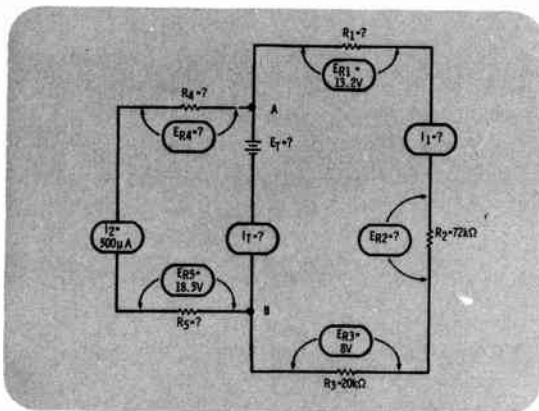 R1=?
ER1=
13.2V
R4=?
A
ER4=?
ET=?
I1=?
I2=
500μA
IT=?
ER2=?
R2=72kΩ
ER5=
18.5V
R5=?
B
ER3=
8V
R3=20kΩ